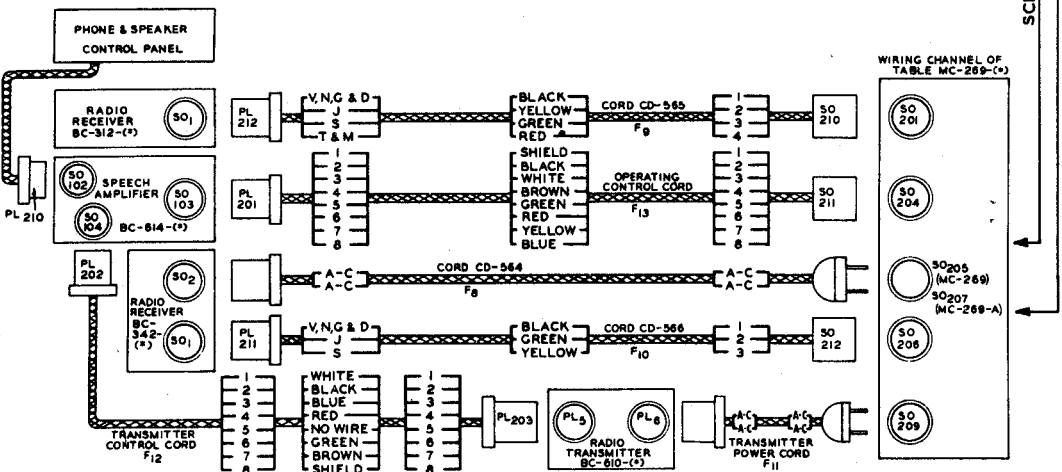 SCI
PHONE & SPEAKER
CONTROL PANEL
WIRING CHANNEL OF
TABLE MC-269-(*)
RADIO
RECEIVER
BC-312-(*)
SO1
PL
212
V,N,G & D
J
S
T & M
BLACK
YELLOW
GREEN
RED
CORD CD-565
F9
1
2
3
4
SO
210
SO
201
PL 210
SO
102
SPEECH
AMPLIFIER
SO
103
SO
104
BC-614-(*)
PL
201
1
2
3
4
5
6
7
8
SHIELD
BLACK
WHITE
BROWN
GREEN
RED
YELLOW
BLUE
OPERATING
CONTROL CORD
F13
1
2
3
4
5
6
7
8
SO
211
SO
204
PL
202
SO2
RADIO
RECEIVER
BC-
342-
(*)
SO1
A-C
A-C
CORD CD-564
F8
A-C
A-C
SO205
(MC-269)
SO207
(MC-269-A)
PL
211
V,N,G & D
J
S
BLACK
GREEN
YELLOW
CORD CD-566
F10
1
2
3
SO
212
SO
206
TRANSMITTER
CONTROL CORD
F12
1
2
3
4
5
6
7
8
WHITE
BLACK
BLUE
RED
NO WIRE
GREEN
BROWN
SHIELD
1
2
3
4
5
6
7
8
PL203
PL5
PL6
RADIO
TRANSMITTER
BC-610-(*)
A-C
A-C
A-C
A-C
TRANSMITTER
POWER CORD
F11
SO
209